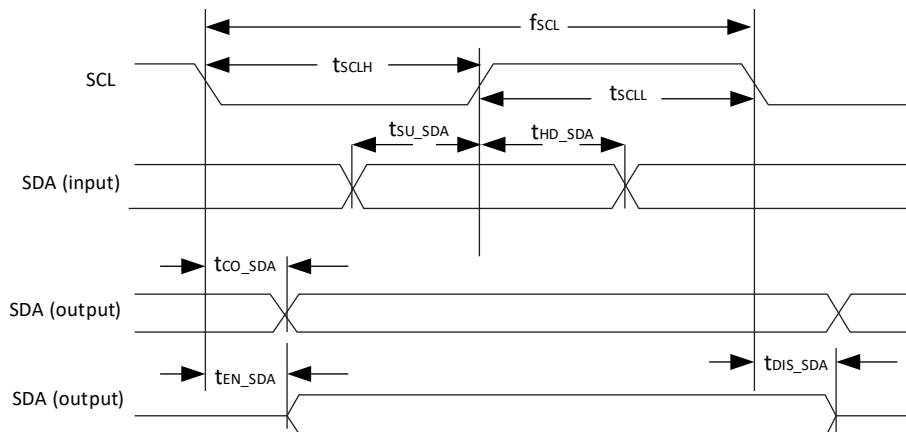 fSCL
tSCLH
SCL
tSCLL
tSU_SDA
tHD_SDA
SDA (input)
tCO_SDA
SDA (output)
tEN_SDA
tDIS_SDA
SDA (output)